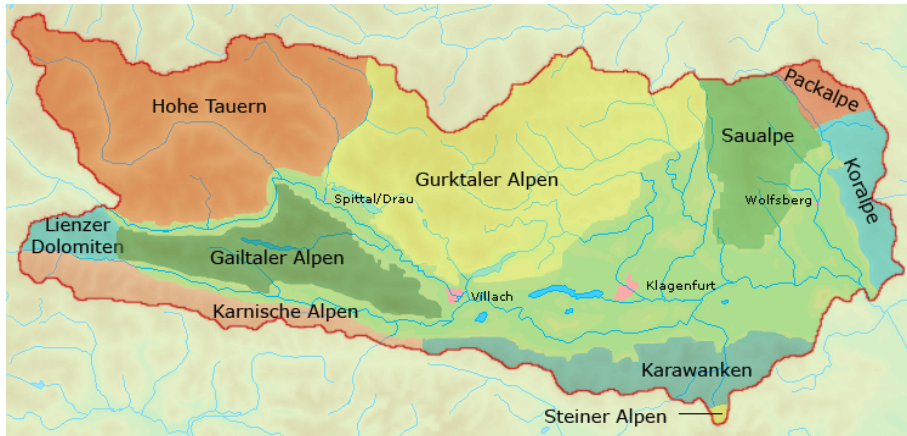 Hohe Tauern
Packalpe
Saualpe
Gurktaler Alpen
Koralpe
Spittal/Drau
Wolfsberg
Lienzer
Dolomiten
Gailtaler Alpen
Klagenfurt
Villach
Karnische Alpen
Karawanken
Steiner Alpen